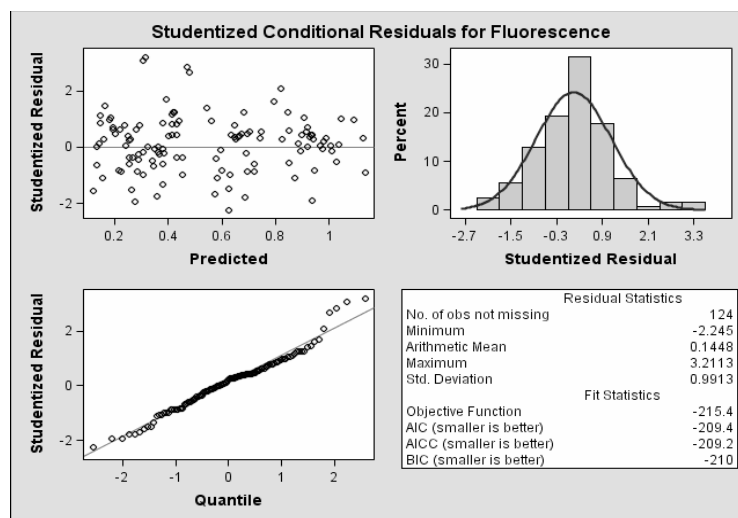 Studentized Conditional Residuals for Fluorescence
Studentized Residual
2
0
-2
0.2 0.4 0.6 0.8 1
Predicted
Percent
30
20
10
0
-2.7 -1.5 -0.3 0.9 2.1 3.3
Studentized Residual
Studentized Residual
2
0
-2
-2 -1 0 1 2
Quantile
Residual Statistics
No. of obs not missing 124
Minimum -2.245
Arithmetic Mean 0.1448
Maximum 3.2113
Std. Deviation 0.9913
Fit Statistics
Objective Function -215.4
AIC (smaller is better) -209.4
AICC (smaller is better) -209.2
BIC (smaller is better) -210